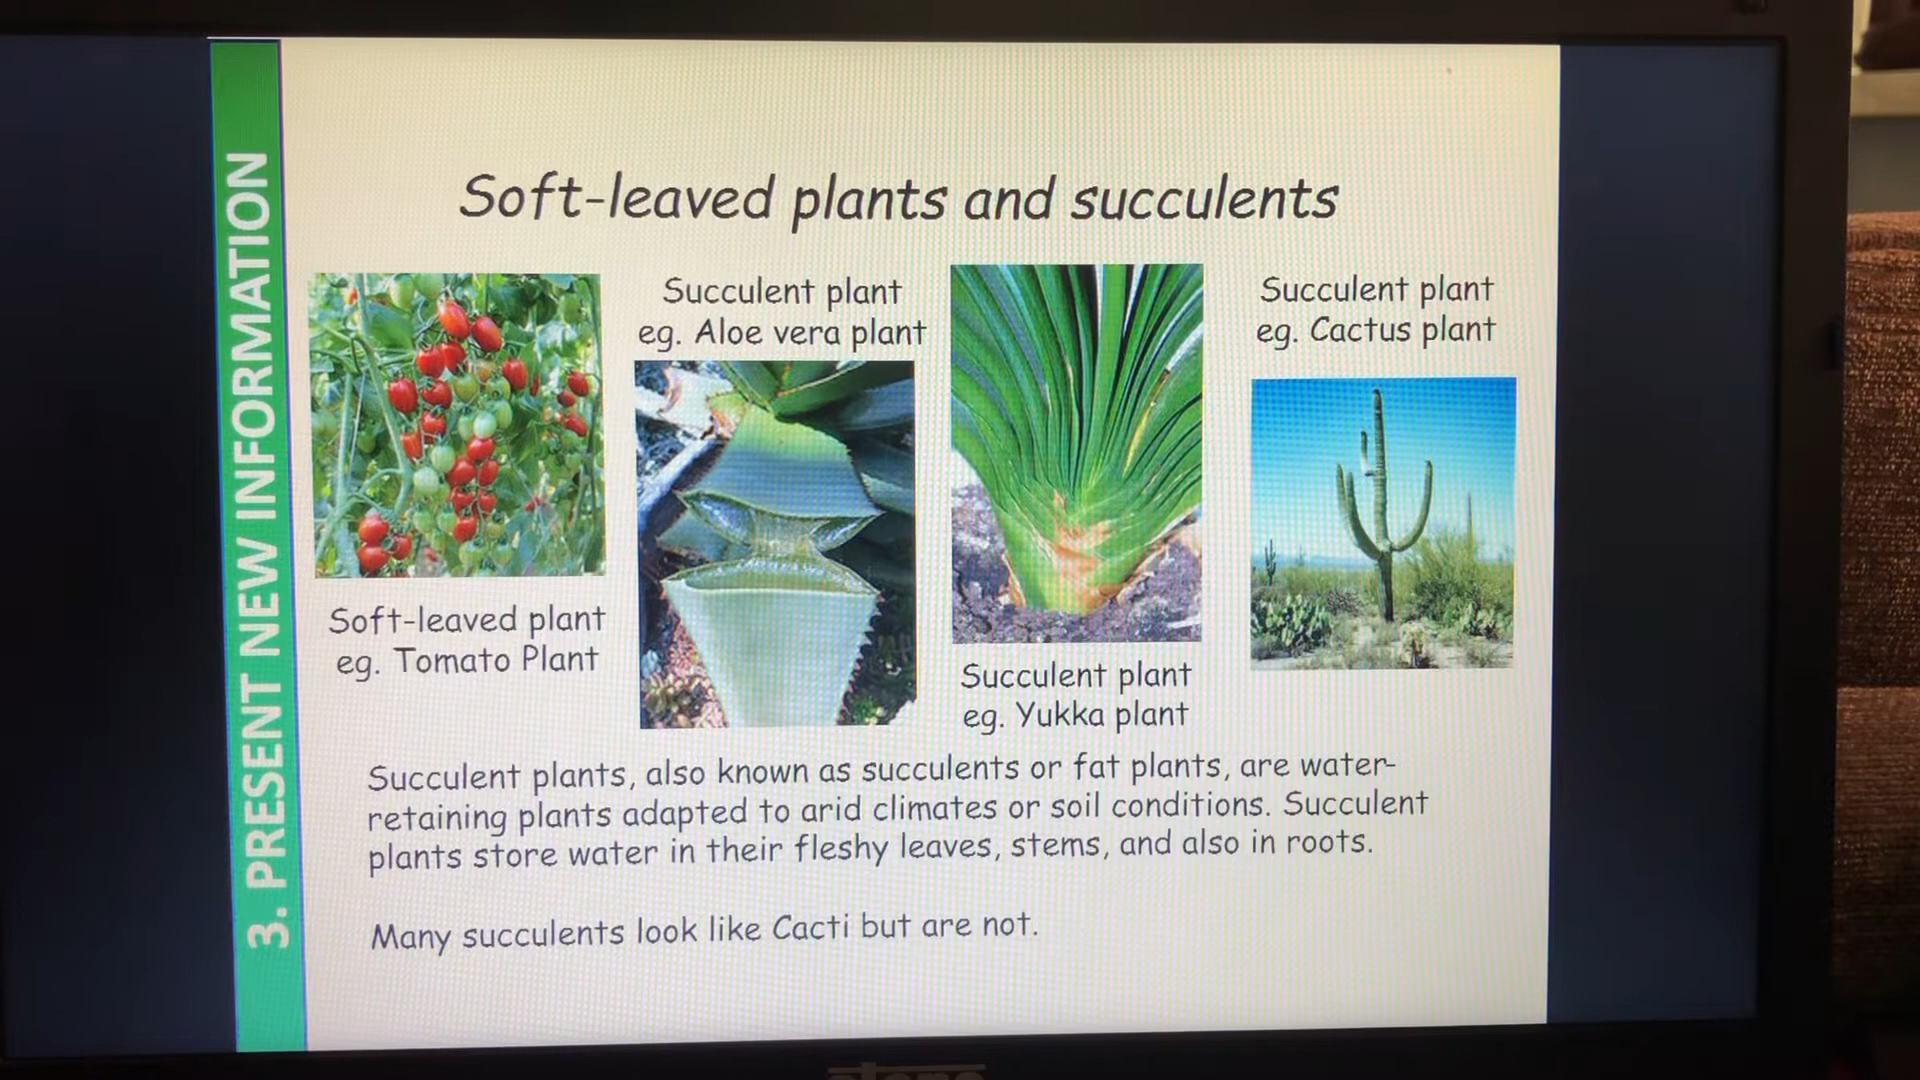 3. PRESENT NEW INFORMATION
Soft-leaved plants and succulents
Soft-leaved plant
eg. Tomato Plant
Succulent plant
eg. Aloe vera plant
Succulent plant
eg. Yukka plant
Succulent plant
eg. Cactus plant
Succulent plants, also known as succulents or fat plants, are water-
retaining plants adapted to arid climates or soil conditions. Succulent
plants store water in their fleshy leaves, stems, and also in roots.
Many succulents look like Cacti but are not.